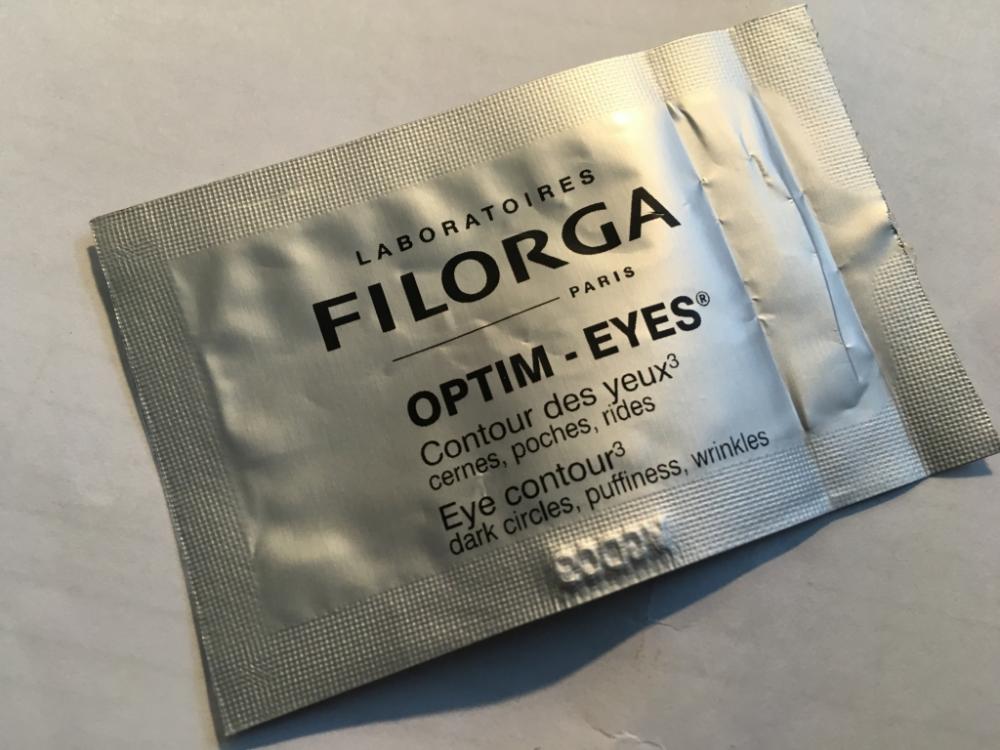 LABORATOIRES
FILORGA
PARIS
OPTIM - EYES®
Contour des yeux³
cernes, poches, rides
Eye contour³
dark circles, puffiness, wrinkles